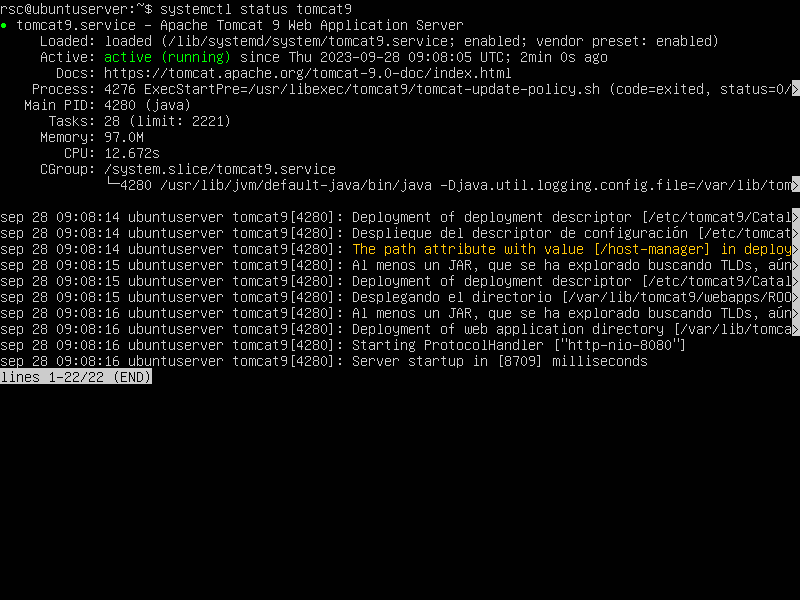 rsc@ubuntuserver:~$ systemctl status tomcat9
● tomcat9.service - Apache Tomcat 9 Web Application Server
Loaded: loaded (/lib/systemd/system/tomcat9.service; enabled; vendor preset: enabled)
Active: active (running) since Thu 2023-09-28 09:08:05 UTC; 2min 0s ago
Docs: https://tomcat.apache.org/tomcat-9.0-doc/index.html
Process: 4276 ExecStartPre=/usr/libexec/tomcat9/tomcat-update-policy.sh (code=exited, status=0/>
Main PID: 4280 (java)
Tasks: 28 (limit: 2221)
Memory: 97.0M
CPU: 12.672s
CGroup: /system.slice/tomcat9.service
└─4280 /usr/lib/jvm/default-java/bin/java -Djava.util.logging.config.file=/var/lib/tom>
sep 28 09:08:14 ubuntuserver tomcat9[4280]: Deployment of deployment descriptor [/etc/tomcat9/Catal>
sep 28 09:08:14 ubuntuserver tomcat9[4280]: Desplieque del descriptor de configuración [/etc/tomcat>
sep 28 09:08:14 ubuntuserver tomcat9[4280]: The path attribute with value [/host-manager] in deploy>
sep 28 09:08:15 ubuntuserver tomcat9[4280]: Al menos un JAR, que se ha explorado buscando TLDs, aún>
sep 28 09:08:15 ubuntuserver tomcat9[4280]: Deployment of deployment descriptor [/etc/tomcat9/Catal>
sep 28 09:08:15 ubuntuserver tomcat9[4280]: Desplegando el directorio [/var/lib/tomcat9/webapps/ROO>
sep 28 09:08:16 ubuntuserver tomcat9[4280]: Al menos un JAR, que se ha explorado buscando TLDs, aún>
sep 28 09:08:16 ubuntuserver tomcat9[4280]: Deployment of web application directory [/var/lib/tomca>
sep 28 09:08:16 ubuntuserver tomcat9[4280]: Starting ProtocolHandler ["http-nio-8080"]
sep 28 09:08:16 ubuntuserver tomcat9[4280]: Server startup in [8709] milliseconds
lines 1-22/22 (END)